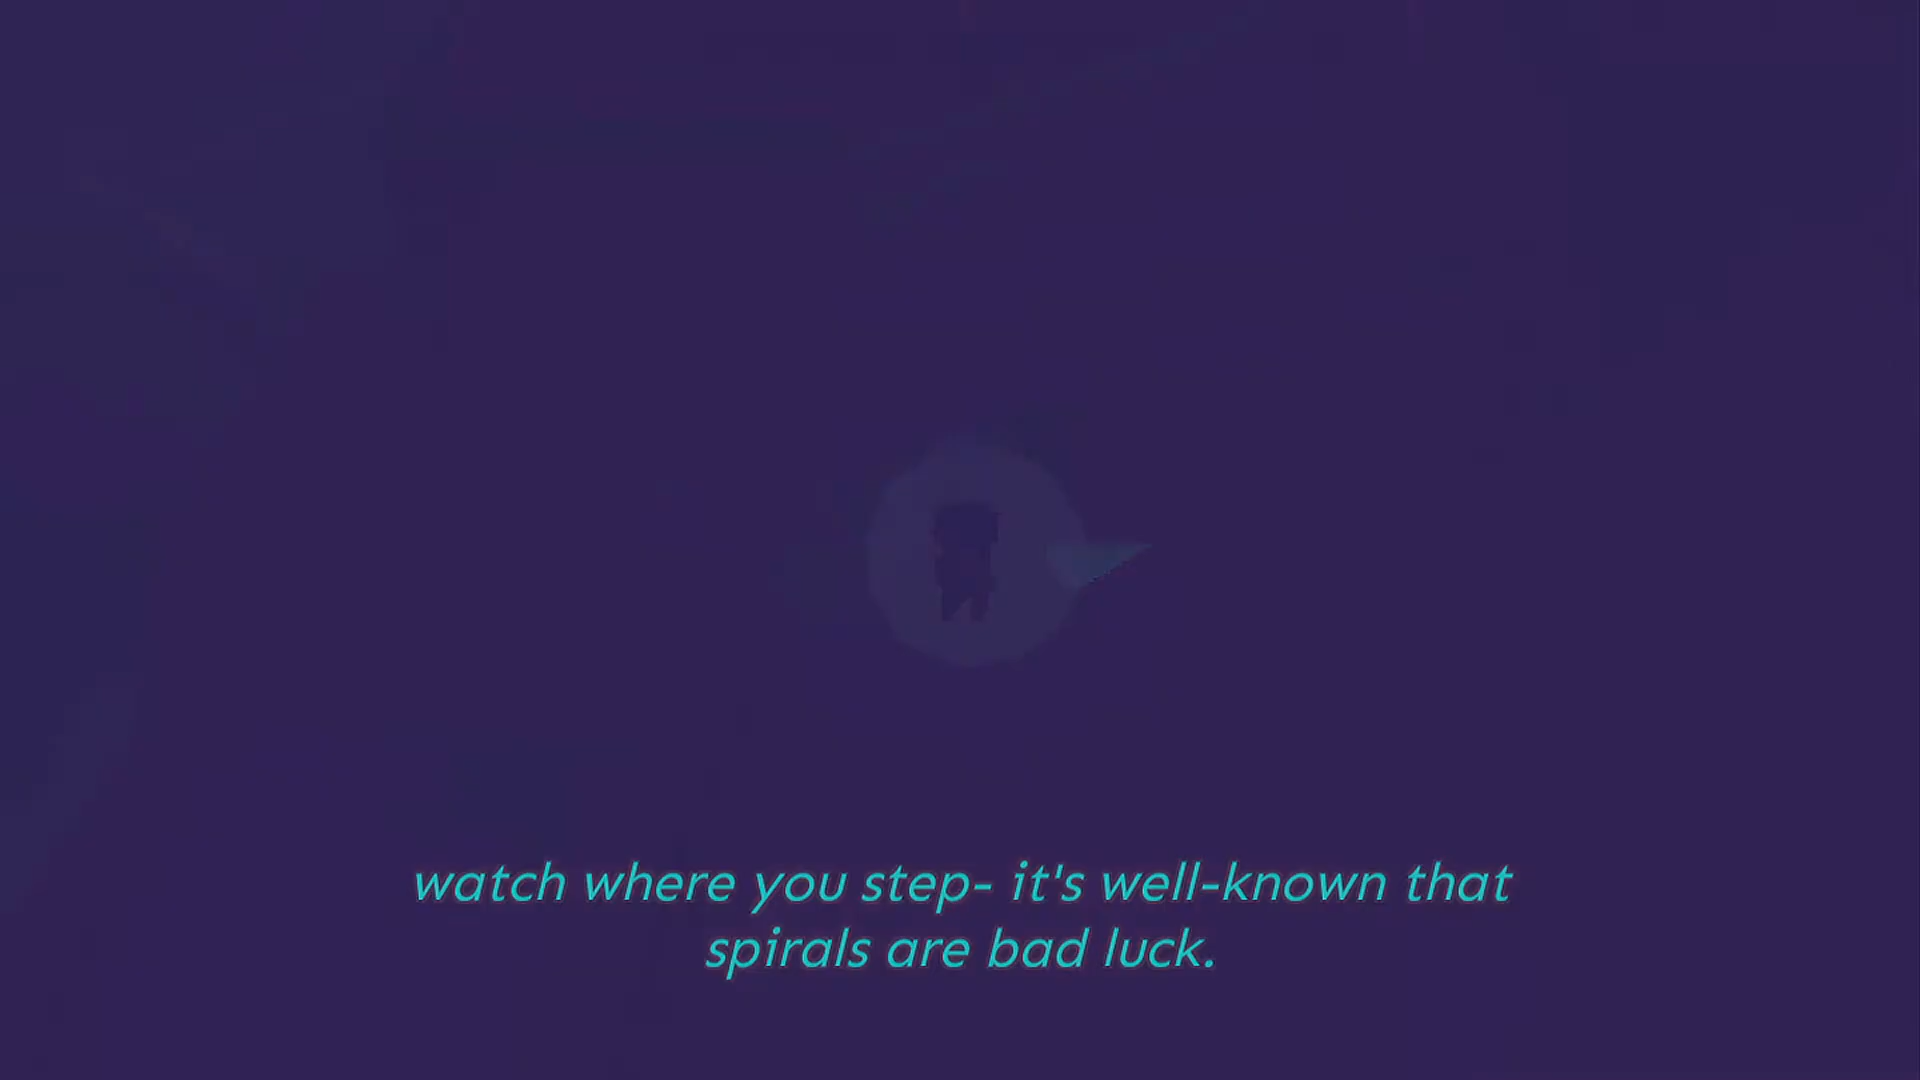 watch where you step- it's well-known that
spirals are bad luck.